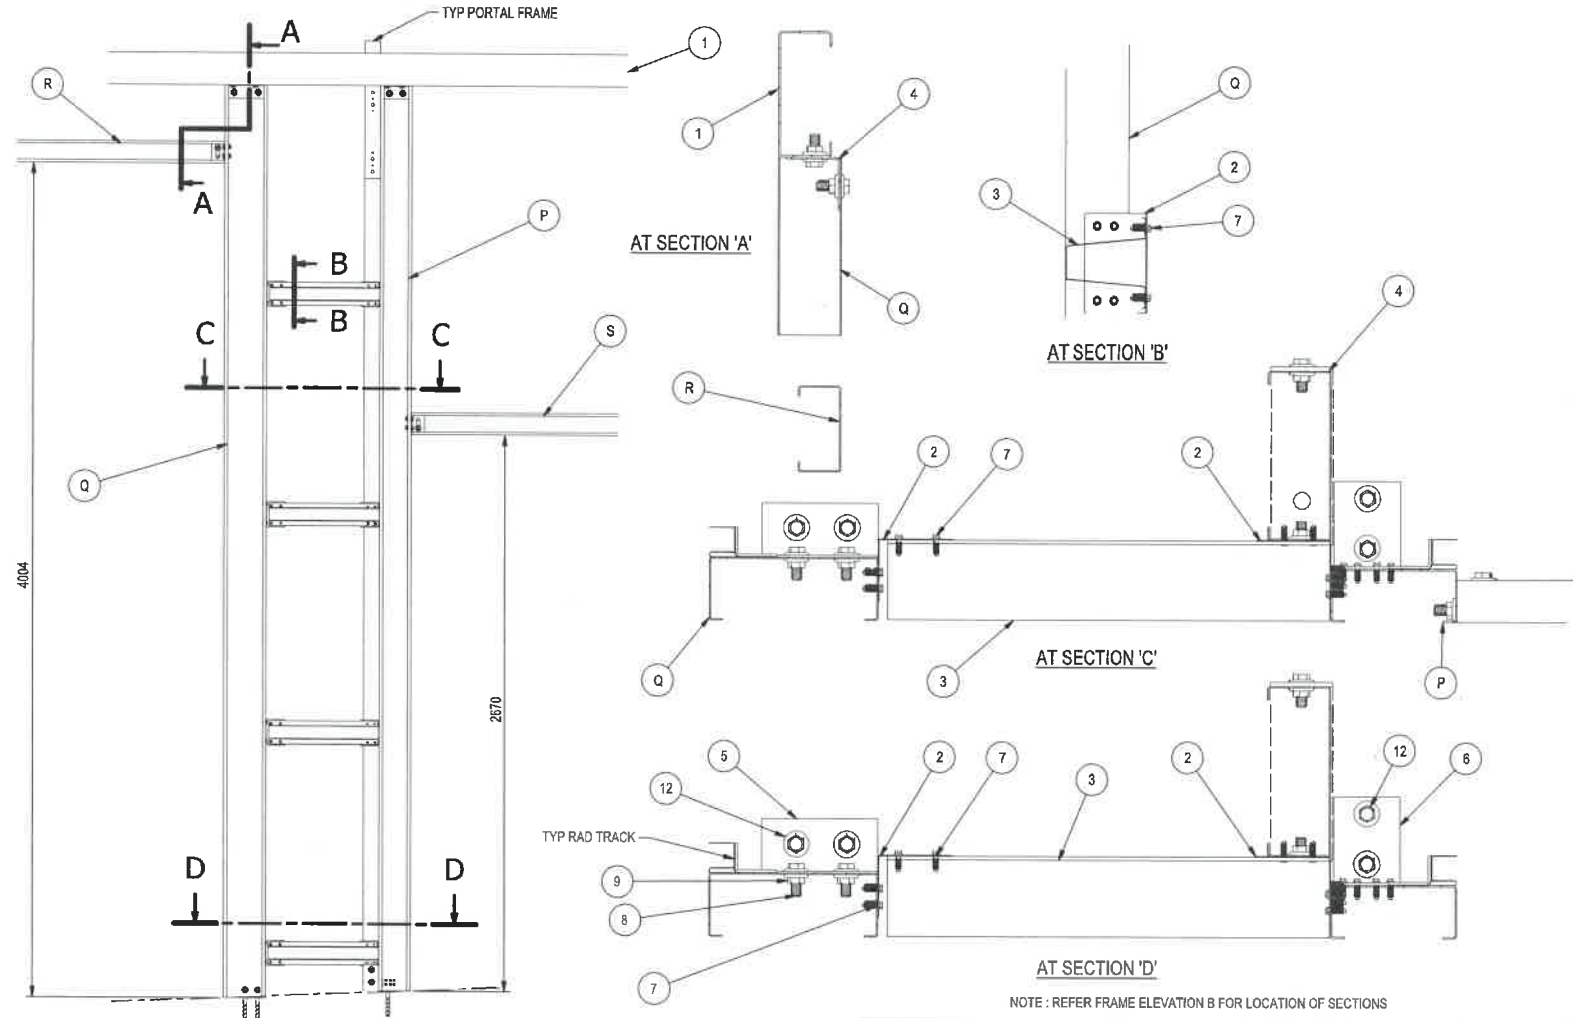 TYP PORTAL FRAME
A
1
R
A
P
B
B
C
C
S
Q
4004
2670
D
D
4
1
AT SECTION 'A'
Q
Q
2
3
7
AT SECTION 'B'
4
R
2
7
2
AT SECTION 'C'
Q
3
P
5
2
7
3
2
12
6
12
TYP RAD TRACK
9
8
7
AT SECTION 'D'
NOTE : REFER FRAME ELEVATION B FOR LOCATION OF SECTIONS